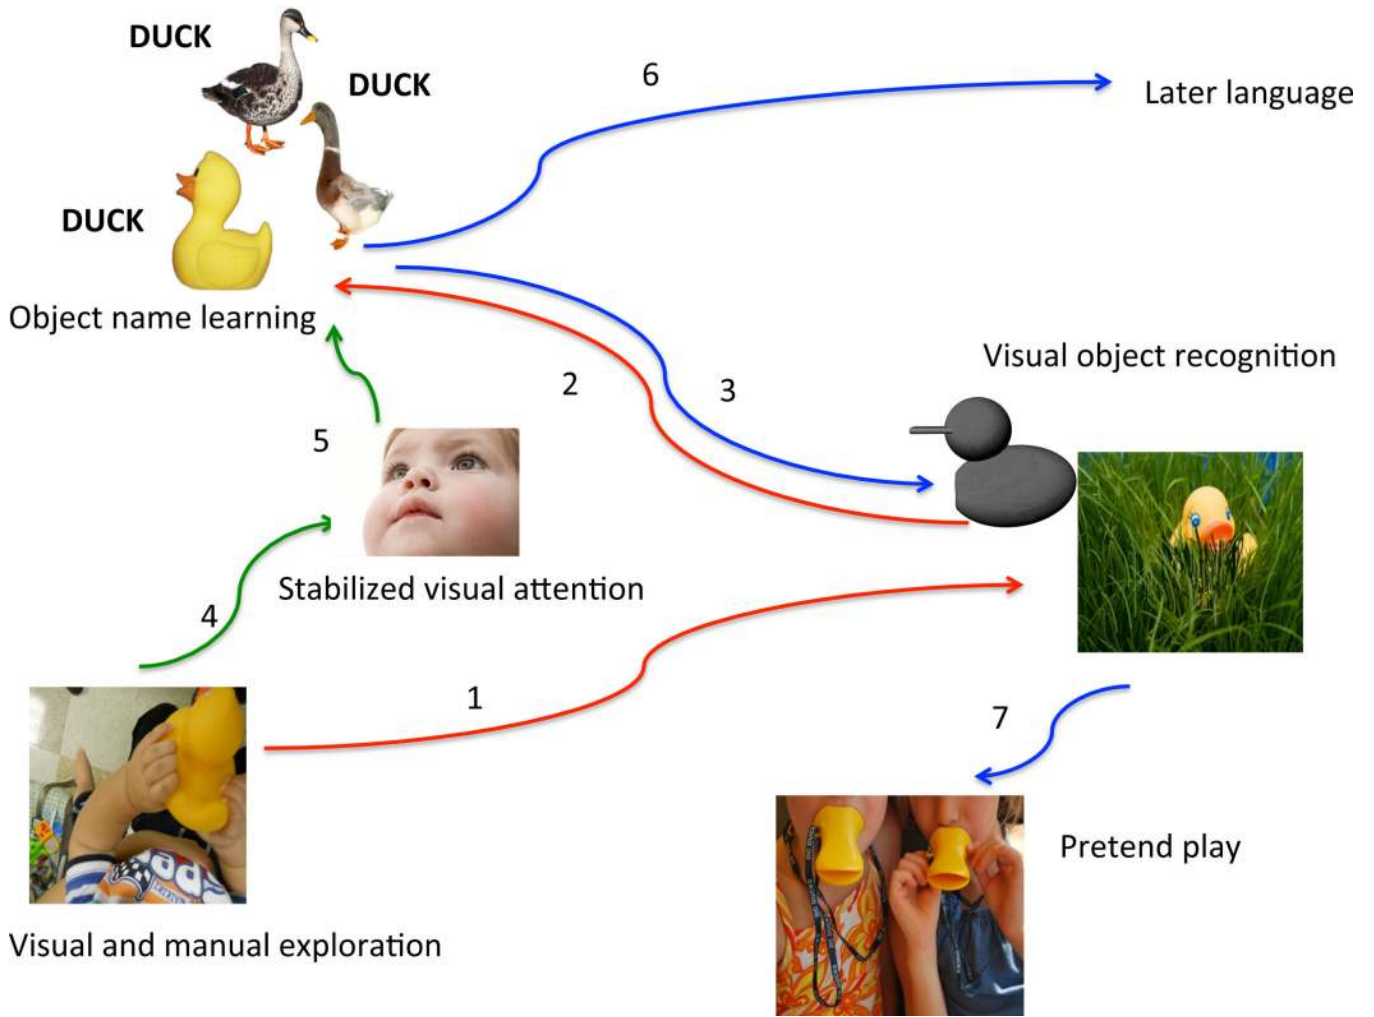 DUCK
DUCK
DUCK
Object name learning
6
Later language
2
3
Visual object recognition
5
Stabilized visual attention
4
1
7
Pretend play
Visual and manual exploration